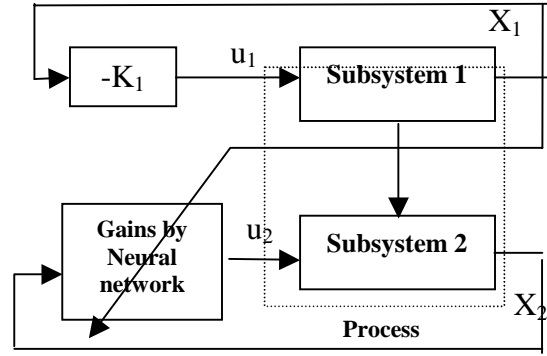 X₁
-K₁
u₁
Subsystem 1
Gains by
Neural
network
u₂
Subsystem 2
X₂
Process